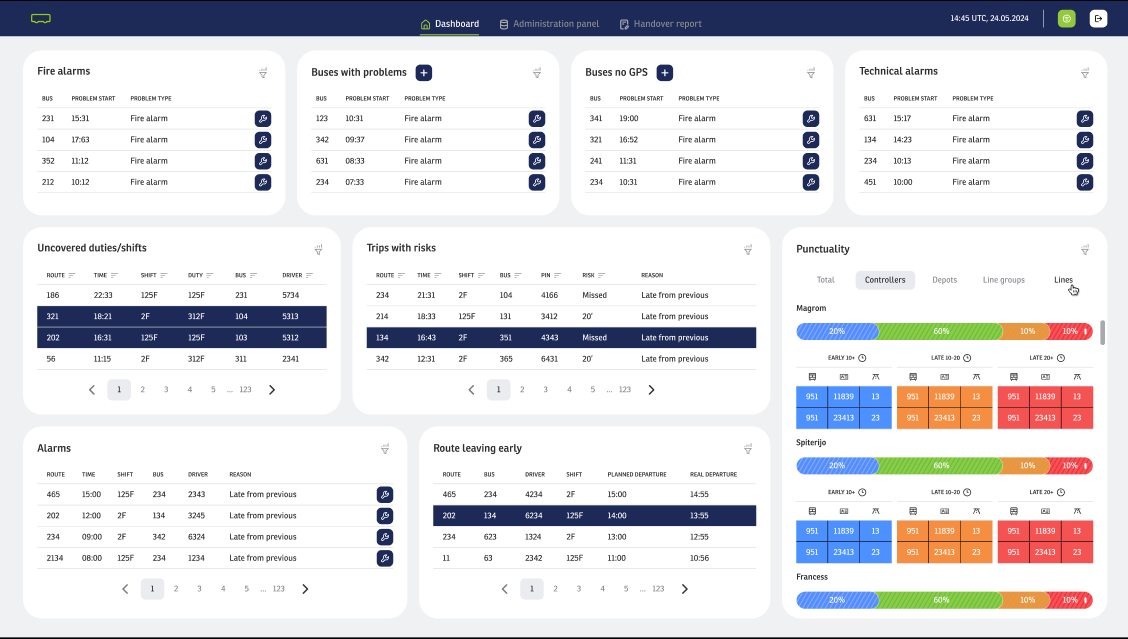 Dashboard Administration panel Handover report 14:45 UTC, 24.05.2024
Fire alarms
BUS PROBLEM START PROBLEM TYPE
231 15:31 Fire alarm
104 17:63 Fire alarm
352 11:12 Fire alarm
212 10:12 Fire alarm
Buses with problems +
BUS PROBLEM START PROBLEM TYPE
123 10:31 Fire alarm
342 09:37 Fire alarm
631 08:33 Fire alarm
234 07:33 Fire alarm
Buses no GPS +
BUS PROBLEM START PROBLEM TYPE
341 19:00 Fire alarm
321 16:52 Fire alarm
241 11:31 Fire alarm
234 10:31 Fire alarm
Technical alarms
BUS PROBLEM START PROBLEM TYPE
631 15:17 Fire alarm
134 14:23 Fire alarm
234 10:13 Fire alarm
451 10:00 Fire alarm
Uncovered duties/shifts
ROUTE TIME SHIFT DUTY BUS DRIVER
186 22:33 125F 125F 231 5734
321 18:21 2F 312F 104 5313
202 16:31 125F 125F 103 5312
56 11:15 2F 312F 311 2341
1 2 3 4 5 ... 123
Trips with risks
ROUTE TIME SHIFT BUS PIN RISK REASON
234 21:31 2F 104 4166 Missed Late from previous
214 18:33 125F 131 3412 20' Late from previous
134 16:43 2F 351 4343 Missed Late from previous
342 12:31 2F 365 6431 20' Late from previous
1 2 3 4 5 ... 123
Punctuality
Total Controllers Depots Line groups Lines
Magrom
20% 60% 10% 10%
EARLY 10+ LATE 10-20 LATE 20+
951 11839 13 951 11839 13 951 11839 13
951 23413 23 951 23413 23 951 23413 23
Spiterijo
20% 60% 10% 10%
EARLY 10+ LATE 10-20 LATE 20+
951 11839 13 951 11839 13 951 11839 13
951 23413 23 951 23413 23 951 23413 23
Francess
20% 60% 10% 10%
Alarms
ROUTE TIME SHIFT BUS DRIVER REASON
465 15:00 125F 234 2343 Late from previous
202 12:00 2F 134 3245 Late from previous
234 09:00 2F 342 6324 Late from previous
2134 08:00 125F 234 1234 Late from previous
1 2 3 4 5 ... 123
Route leaving early
ROUTE BUS DRIVER SHIFT PLANNED DEPARTURE REAL DEPARTURE
465 234 4234 2F 15:00 14:55
202 134 6234 125F 14:00 13:55
234 623 1324 2F 13:00 12:55
11 63 2342 125F 11:00 10:56
1 2 3 4 5 ... 123